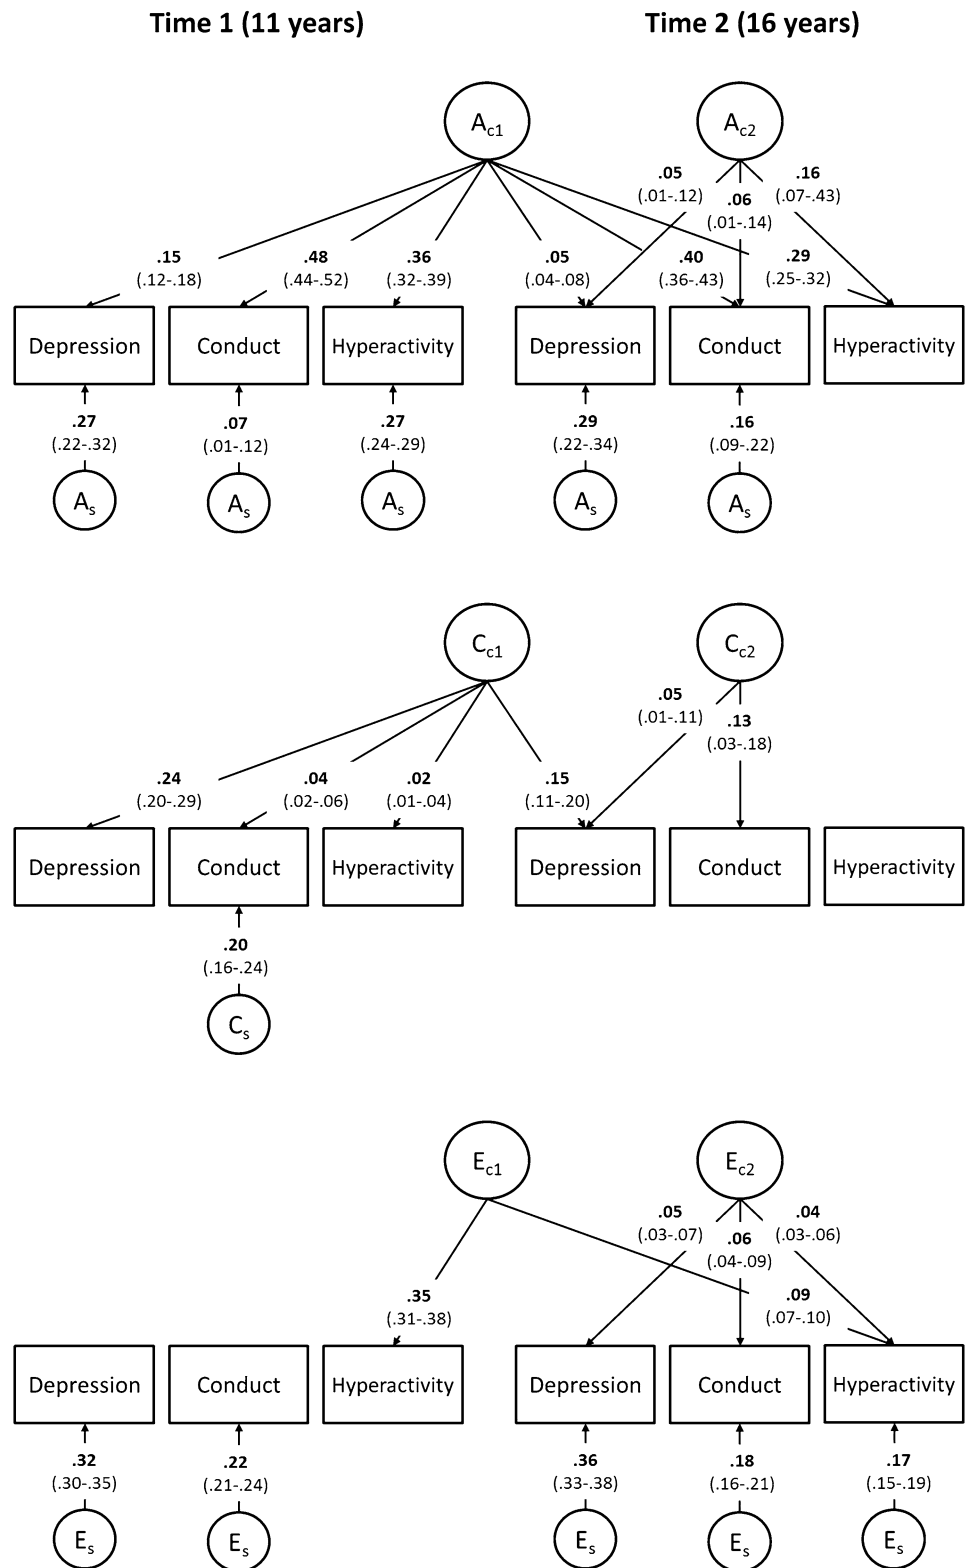 Time 1 (11 years) Time 2 (16 years)
Ac1 Ac2
.05 .16
(.01-.12) .06 (.07-.43)
(.01-.14)
.15 .48 .36 .05 .40 .29
(.12-.18) (.44-.52) (.32-.39) (.04-.08) (.36-.43) (.25-.32)
Depression Conduct Hyperactivity Depression Conduct Hyperactivity
.27 .07 .27 .29 .16
(.22-.32) (.01-.12) (.24-.29) (.22-.34) (.09-.22)
As As As As As
Cc1 Cc2
.05
(.01-.11) .13
(.03-.18)
.24 .04 .02 .15
(.20-.29) (.02-.06) (.01-.04) (.11-.20)
Depression Conduct Hyperactivity Depression Conduct Hyperactivity
.20
(.16-.24)
Cs
Ec1 Ec2
.05 .04
(.03-.07) .06 (.03-.06)
(.04-.09)
.35 .09
(.31-.38) (.07-.10)
Depression Conduct Hyperactivity Depression Conduct Hyperactivity
.32 .22 .36 .18 .17
(.30-.35) (.21-.24) (.33-.38) (.16-.21) (.15-.19)
Es Es Es Es Es